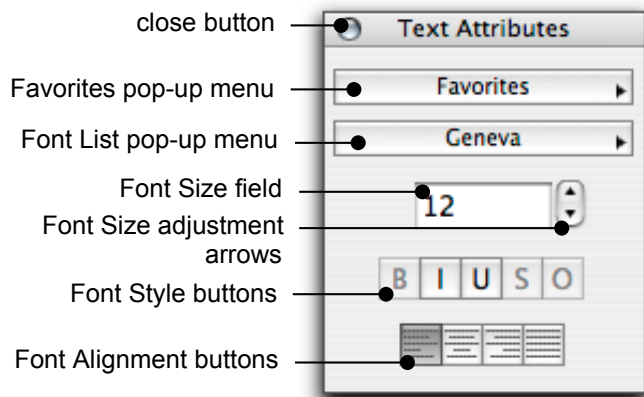 close button
Text Attributes
Favorites pop-up menu
Favorites
Font List pop-up menu
Geneva
Font Size field
12
Font Size adjustment
arrows
Font Style buttons
B I U S O
Font Alignment buttons